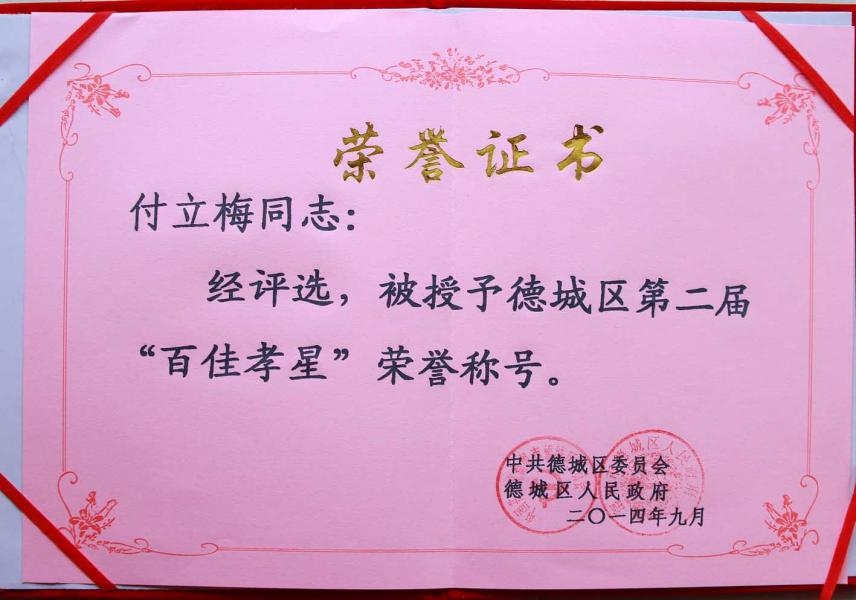 荣誉证书
付立梅同志：
经评选，被授予德城区第二届
“百佳孝星”荣誉称号。
中共德城区委员会
德城区人民政府
二〇一四年九月